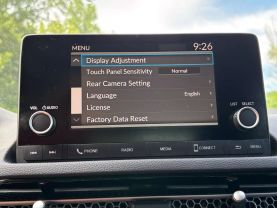 MENU 9:26
Display Adjustment
Touch Panel Sensitivity Normal
Rear Camera Setting
Language English
License
Factory Data Reset
VOL AUDIO
LIST SELECT
PHONE RADIO MEDIA CONNECT MENU